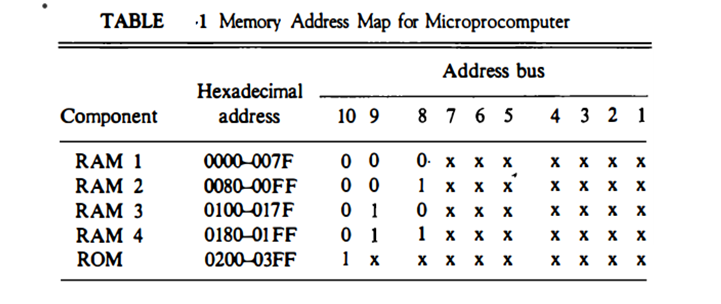 TABLE ·1 Memory Address Map for Microprocomputer
Address bus
Hexadecimal
Component address 10 9 8 7 6 5 4 3 2 1
RAM 1 0000–007F 0 0 0 x x x x x x x
RAM 2 0080–00FF 0 0 1 x x x x x x x
RAM 3 0100–017F 0 1 0 x x x x x x x
RAM 4 0180–01FF 0 1 1 x x x x x x x
ROM 0200–03FF 1 x x x x x x x x x